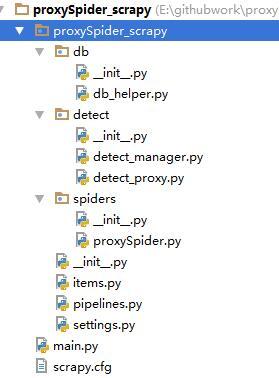 proxySpider_scrapy (E:\githubwork\proxy
proxySpider_scrapy
db
__init__.py
db_helper.py
detect
__init__.py
detect_manager.py
detect_proxy.py
spiders
__init__.py
proxySpider.py
__init__.py
items.py
pipelines.py
settings.py
main.py
scrapy.cfg